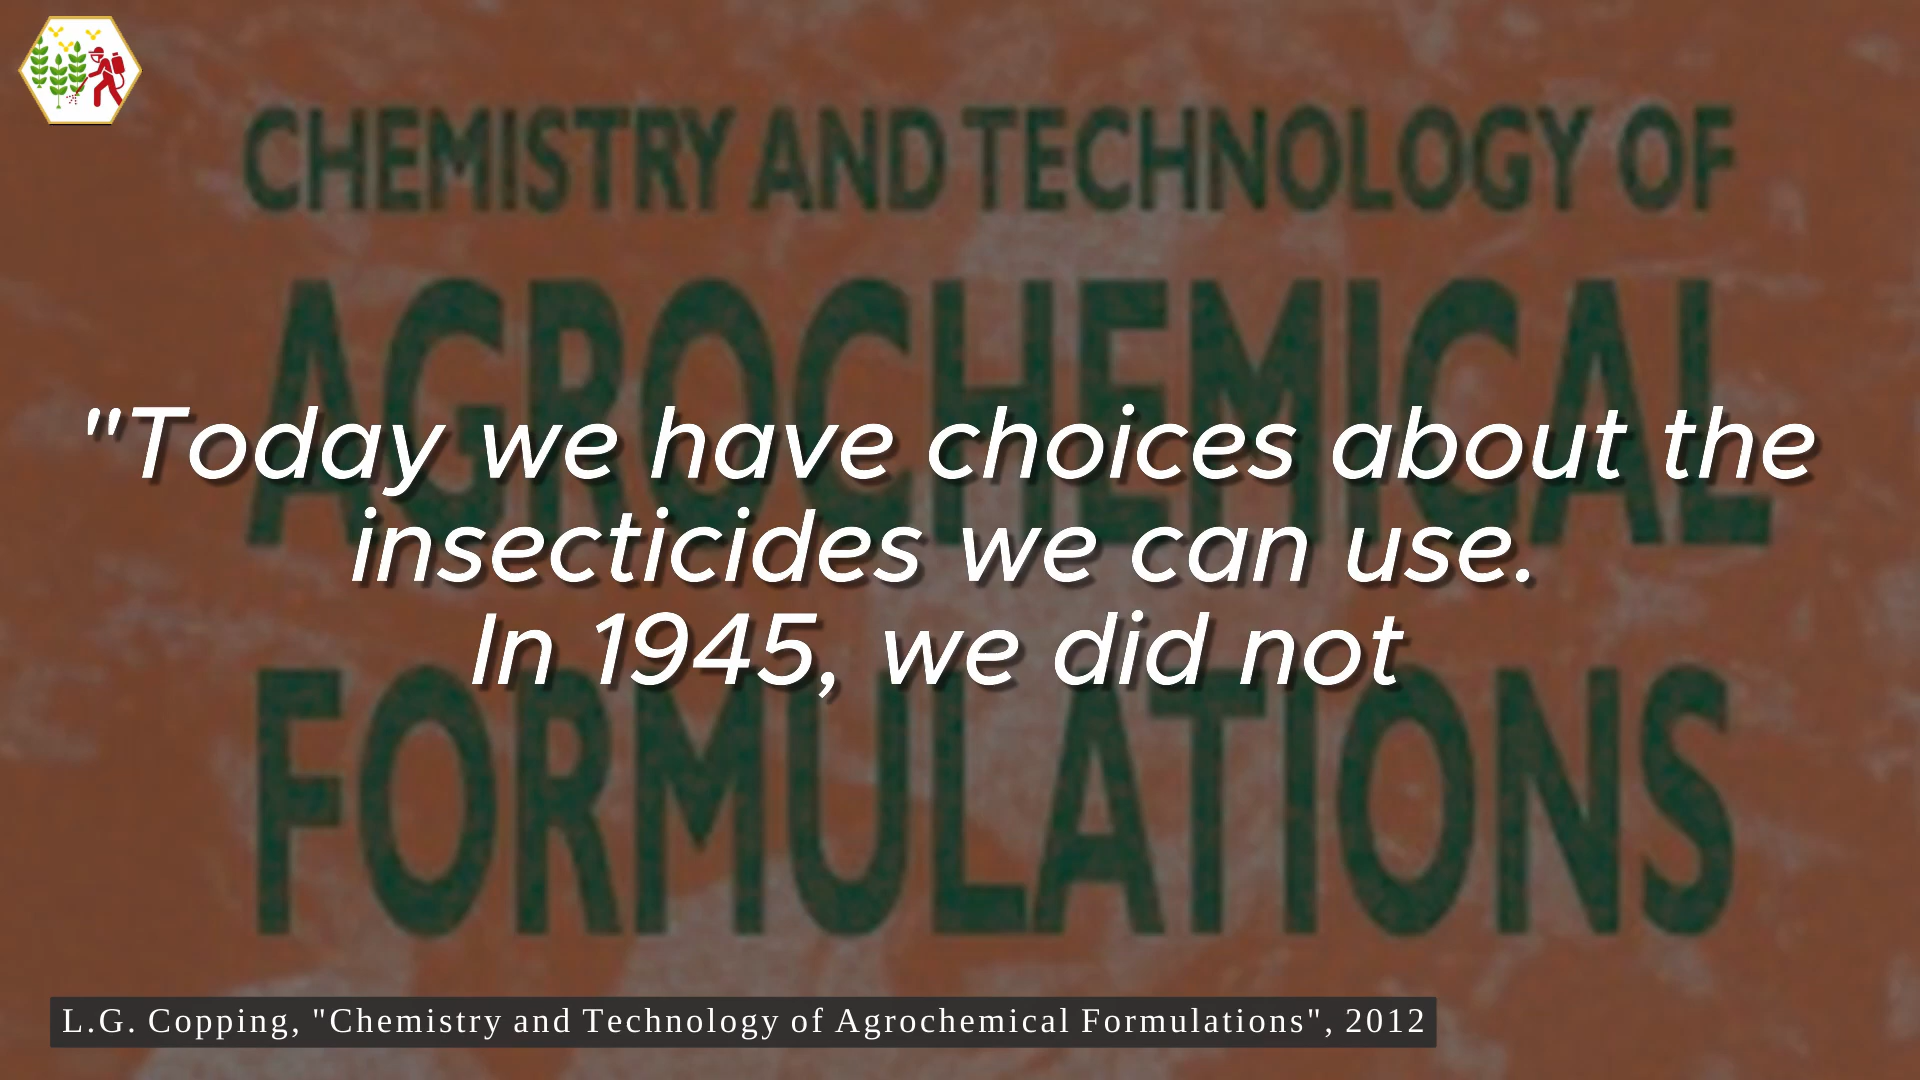 CHEMISTRY AND TECHNOLOGY OF
AGROCHEMICAL
"Today we have choices about the
insecticides we can use.
In 1945, we did not
FORMULATIONS
L.G. Copping, "Chemistry and Technology of Agrochemical Formulations", 2012